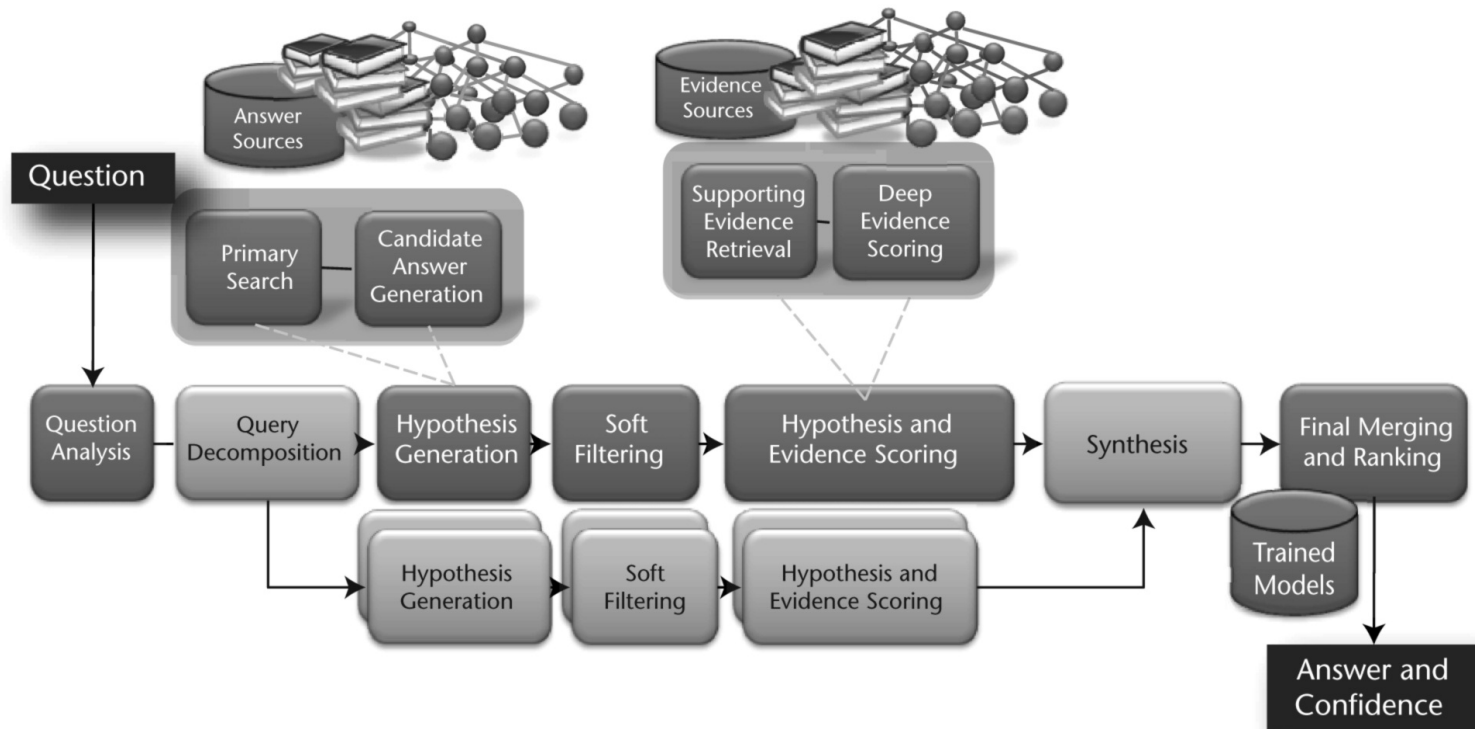 Answer
Sources
Evidence
Sources
Question
Primary
Search
Candidate
Answer
Generation
Supporting
Evidence
Retrieval
Deep
Evidence
Scoring
Question
Analysis
Query
Decomposition
Hypothesis
Generation
Soft
Filtering
Hypothesis and
Evidence Scoring
Synthesis
Final Merging
and Ranking
Hypothesis
Generation
Soft
Filtering
Hypothesis and
Evidence Scoring
Trained
Models
Answer and
Confidence